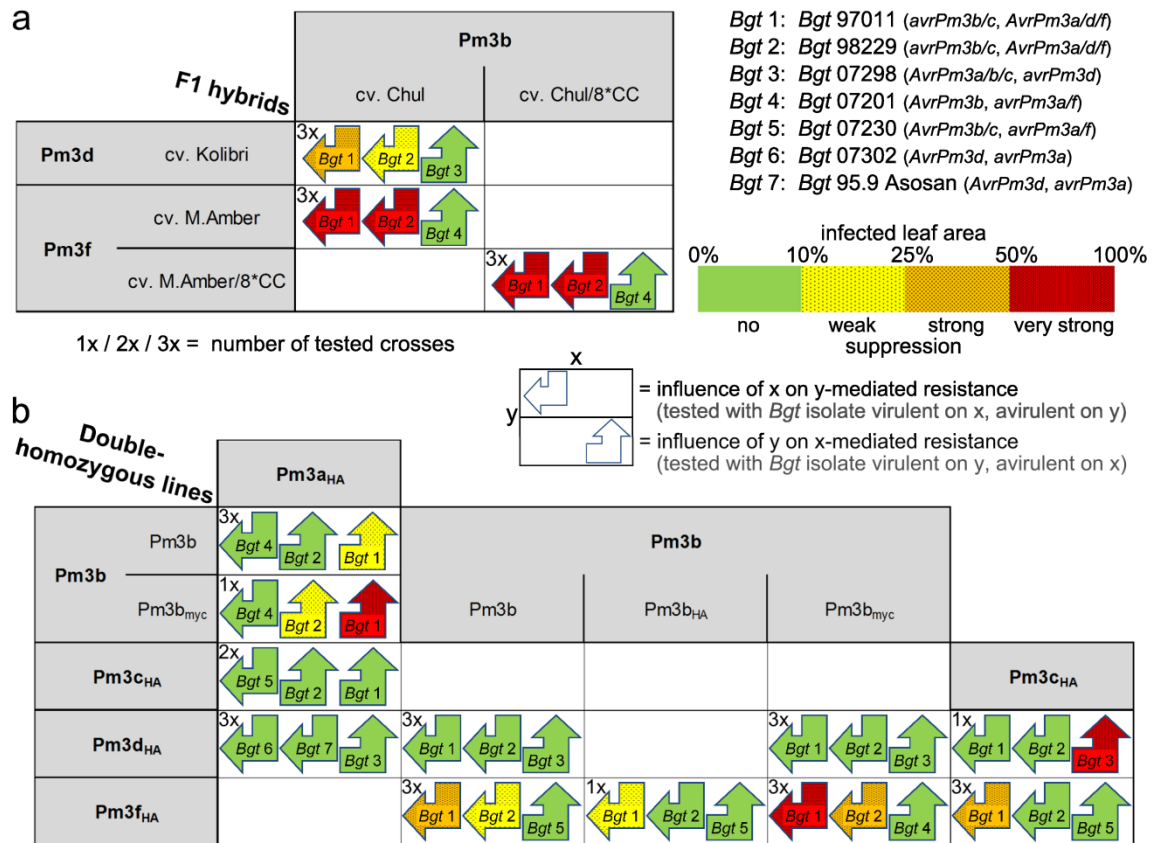 a
F1 hybrids
Pm3b
cv. Chul
cv. Chul/8*CC
Pm3d
cv. Kolibri
3x
Bgt 1
Bgt 2
Bgt 3
Pm3f
cv. M.Amber
3x
Bgt 1
Bgt 2
Bgt 4
cv. M.Amber/8*CC
3x
Bgt 1
Bgt 2
Bgt 4
1x / 2x / 3x = number of tested crosses
Bgt 1: Bgt 97011 (avrPm3b/c, AvrPm3a/d/f)
Bgt 2: Bgt 98229 (avrPm3b/c, AvrPm3a/d/f)
Bgt 3: Bgt 07298 (AvrPm3a/b/c, avrPm3d)
Bgt 4: Bgt 07201 (AvrPm3b, avrPm3a/f)
Bgt 5: Bgt 07230 (AvrPm3b/c, avrPm3a/f)
Bgt 6: Bgt 07302 (AvrPm3d, avrPm3a)
Bgt 7: Bgt 95.9 Asosan (AvrPm3d, avrPm3a)
infected leaf area
0% 10% 25% 50% 100%
no weak strong very strong
suppression
x
y
= influence of x on y-mediated resistance
(tested with Bgt isolate virulent on x, avirulent on y)
= influence of y on x-mediated resistance
(tested with Bgt isolate virulent on y, avirulent on x)
b
Double-
homozygous lines
Pm3aHA
Pm3b
Pm3b
3x
Bgt 4
Bgt 2
Bgt 1
Pm3bmyc
1x
Bgt 4
Bgt 2
Bgt 1
Pm3b
Pm3b
Pm3bHA
Pm3bmyc
Pm3cHA
2x
Bgt 5
Bgt 2
Bgt 1
Pm3cHA
Pm3dHA
3x
Bgt 6
Bgt 7
Bgt 3
3x
Bgt 1
Bgt 2
Bgt 3
3x
Bgt 1
Bgt 2
Bgt 3
1x
Bgt 1
Bgt 2
Bgt 3
Pm3fHA
3x
Bgt 1
Bgt 2
Bgt 5
1x
Bgt 1
Bgt 2
Bgt 5
3x
Bgt 1
Bgt 2
Bgt 4
3x
Bgt 1
Bgt 2
Bgt 5